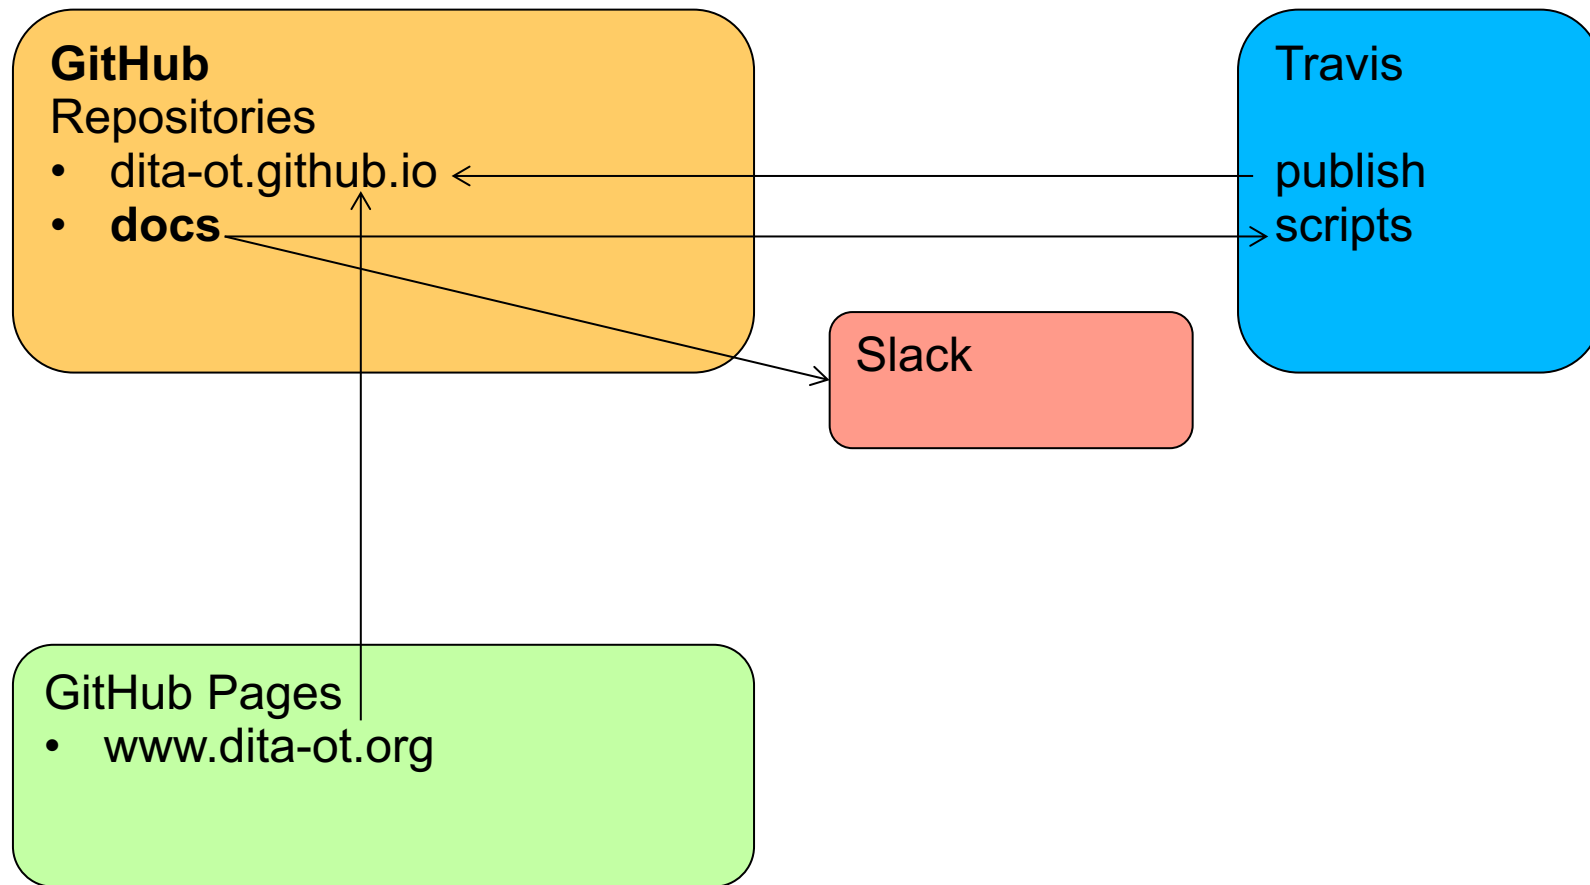 GitHub
Repositories
• dita-ot.github.io
• docs
Travis
publish
scripts
Slack
GitHub Pages
• www.dita-ot.org